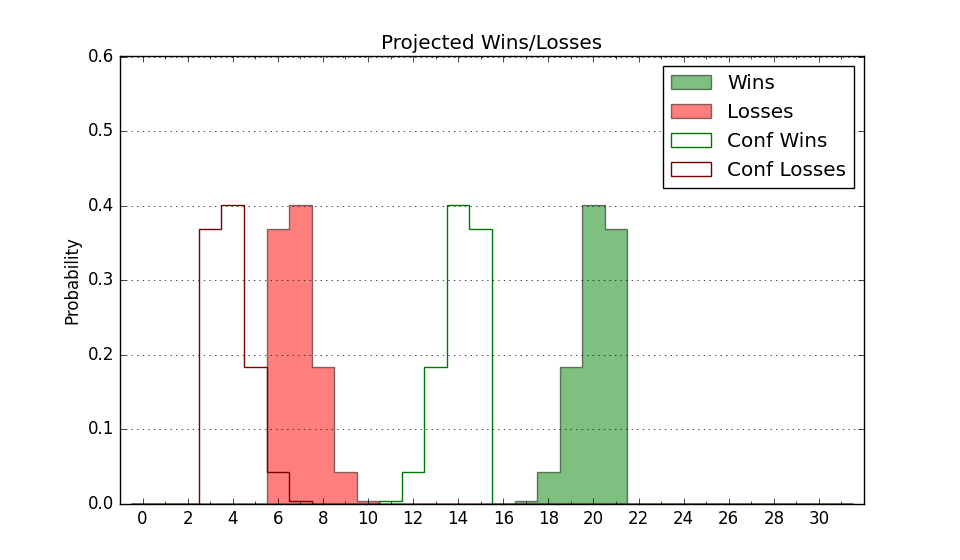 Projected Wins/Losses
0.6
0.5
0.4
0.3
0.2
0.1
0.0
Probability
Wins
Losses
Conf Wins
Conf Losses
0 2 4 6 8 10 12 14 16 18 20 22 24 26 28 30